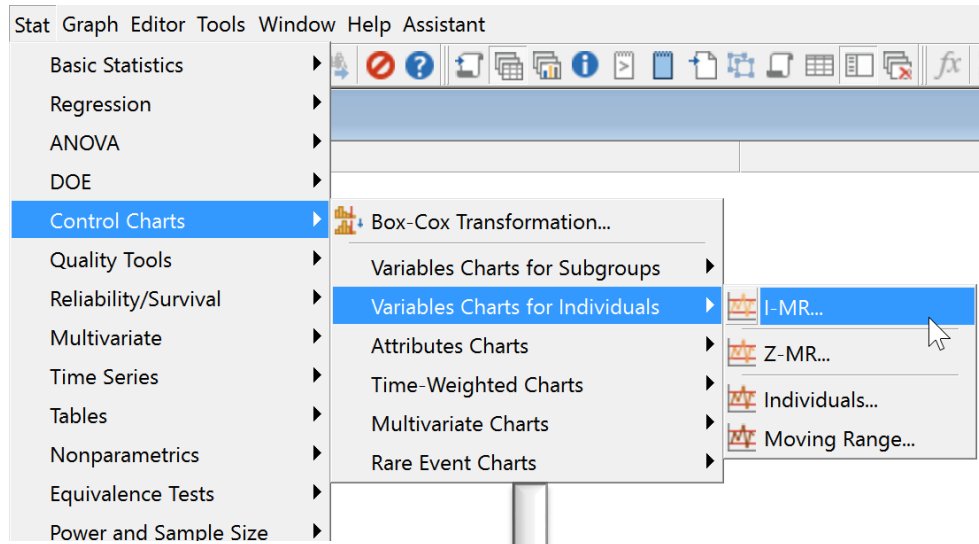 Stat Graph Editor Tools Window Help Assistant
Basic Statistics
Regression
ANOVA
DOE
Control Charts
Quality Tools
Reliability/Survival
Multivariate
Time Series
Tables
Nonparametrics
Equivalence Tests
Power and Sample Size
Box-Cox Transformation...
Variables Charts for Subgroups
Variables Charts for Individuals
Attributes Charts
Time-Weighted Charts
Multivariate Charts
Rare Event Charts
I-MR...
Z-MR...
Individuals...
Moving Range...
fx